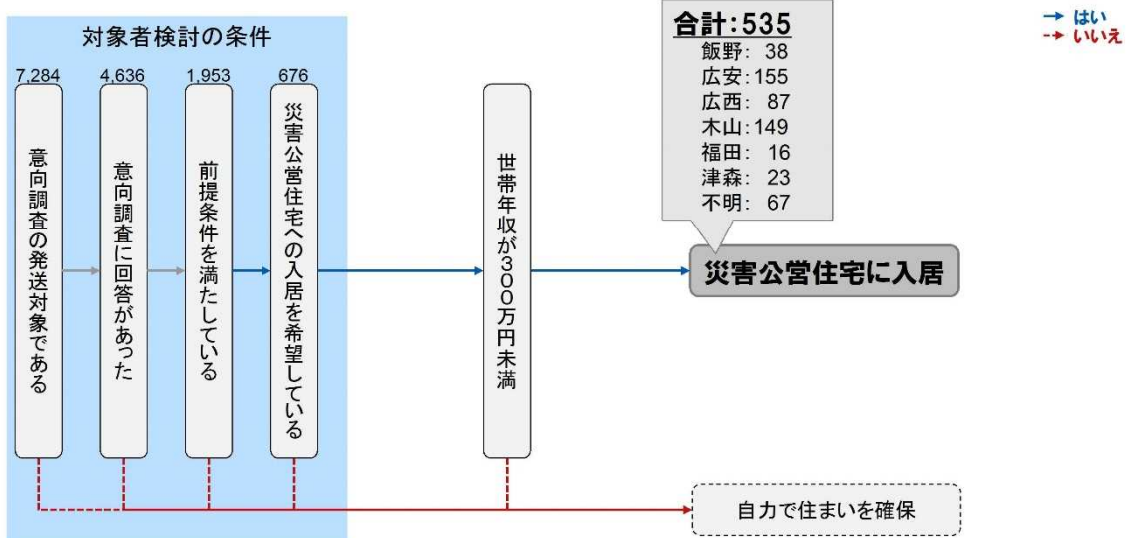 対象者検討の条件
7,284
4,636
1,953
676
意向調査の発送対象である
意向調査に回答があった
前提条件を満たしている
災害公営住宅への入居を希望している
世帯年収が300万円未満
合計:535
飯野: 38
広安:155
広西: 87
木山:149
福田: 16
津森: 23
不明: 67
災害公営住宅に入居
自力で住まいを確保
はい
いいえ